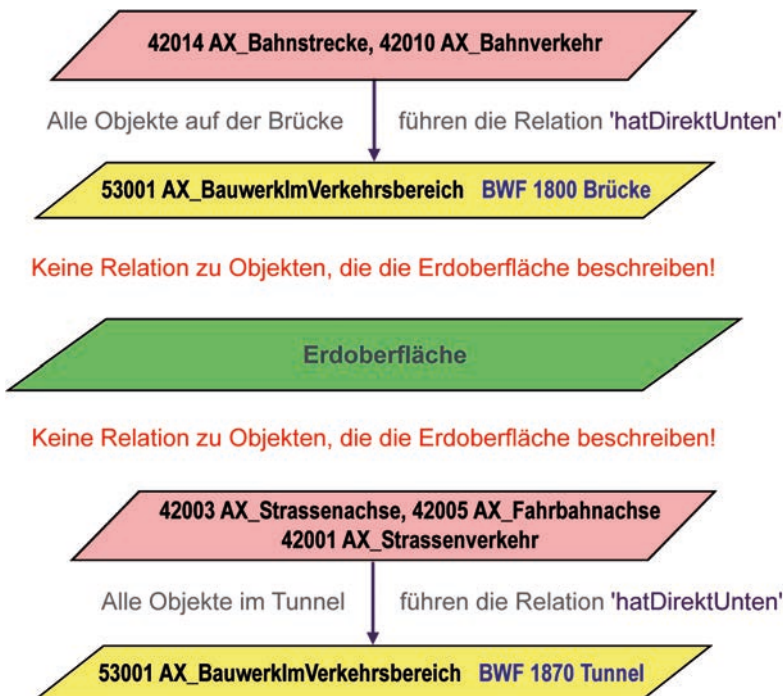 42014 AX_Bahnstrecke, 42010 AX_Bahnverkehr
Alle Objekte auf der Brücke führen die Relation 'hatDirektUnten'
53001 AX_BauwerkImVerkehrsbereich BWF 1800 Brücke
Keine Relation zu Objekten, die die Erdoberfläche beschreiben!
Erdoberfläche
Keine Relation zu Objekten, die die Erdoberfläche beschreiben!
42003 AX_Strassenachse, 42005 AX_Fahrbahnachse
42001 AX_Strassenverkehr
Alle Objekte im Tunnel führen die Relation 'hatDirektUnten'
53001 AX_BauwerkImVerkehrsbereich BWF 1870 Tunnel